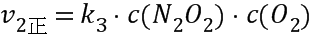 v₂正 = k₃ · c(N₂O₂) · c(O₂)